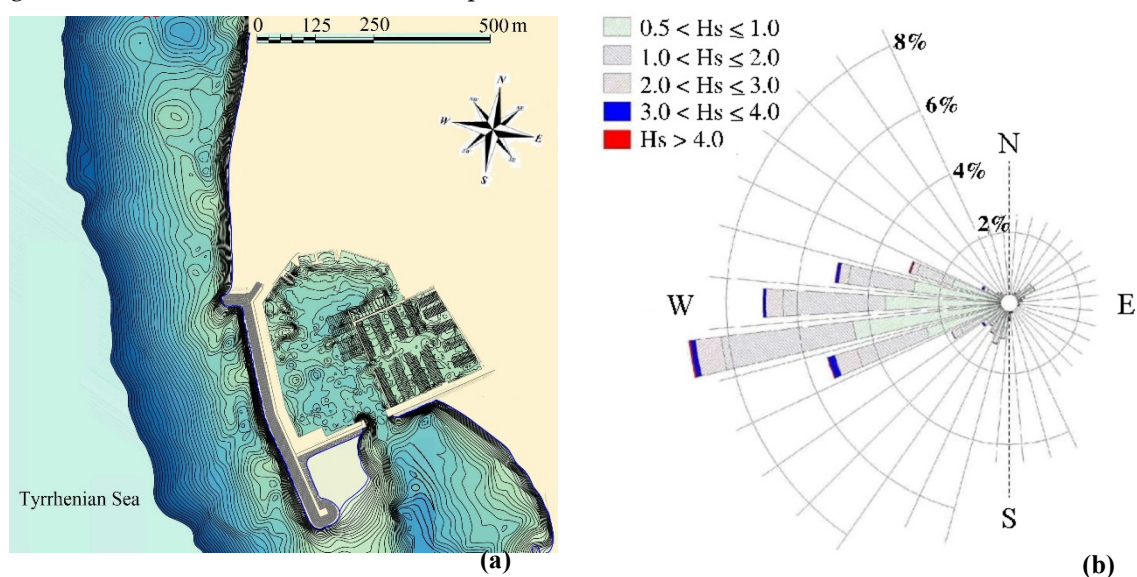 0 125 250 500 m
N
W
E
S
Tyrrhenian Sea
(a)
0.5 < Hs ≤ 1.0
1.0 < Hs ≤ 2.0
2.0 < Hs ≤ 3.0
3.0 < Hs ≤ 4.0
Hs > 4.0
8%
6%
4%
2%
N
W
E
S
(b)